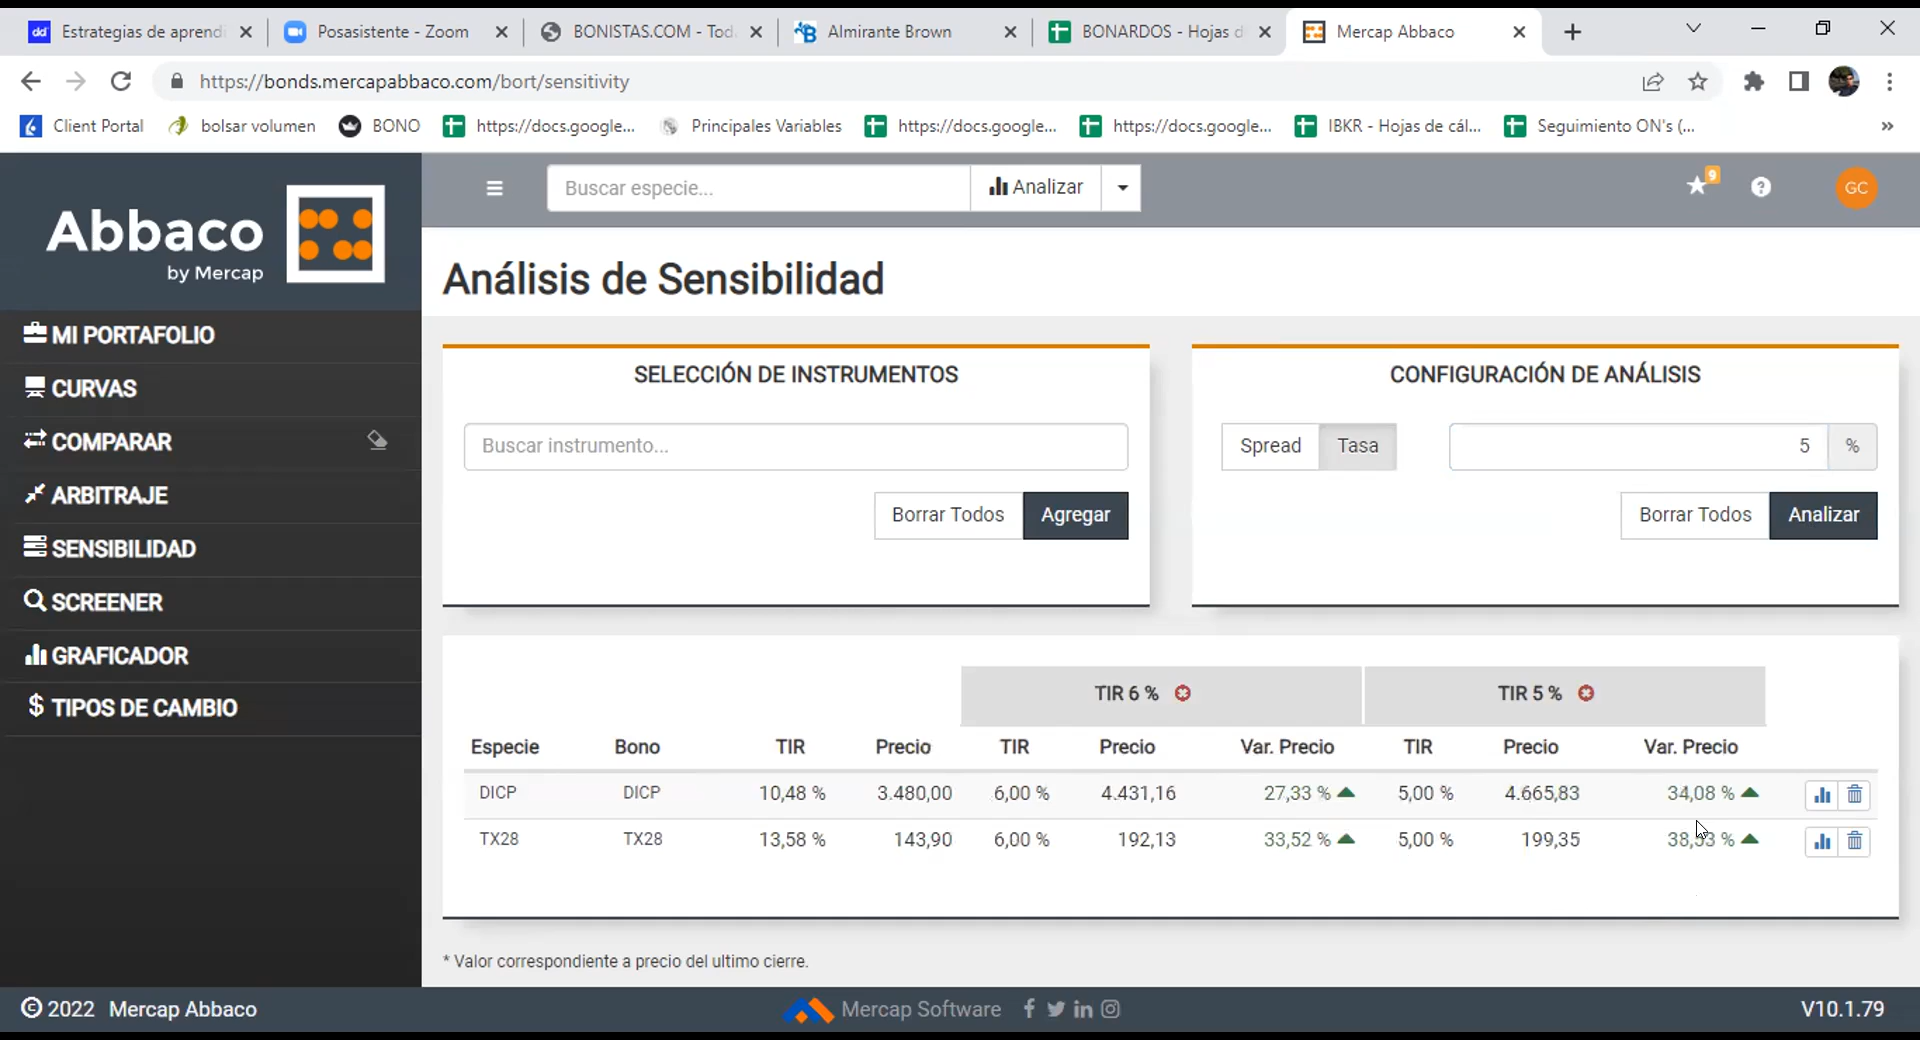 Estrategias de aprendi
Posasistente - Zoom
BONISTAS.COM - Tod
Almirante Brown
BONARDOS - Hojas d
Mercap Abbaco
https://bonds.mercapabbaco.com/bort/sensitivity
Client Portal
bolsar volumen
BONO
https://docs.google...
Principales Variables
https://docs.google...
https://docs.google...
IBKR - Hojas de cál...
Seguimiento ON's (...
»
Abbaco
by Mercap
Buscar especie...
Analizar
9
GC
Análisis de Sensibilidad
MI PORTAFOLIO
CURVAS
COMPARAR
ARBITRAJE
SENSIBILIDAD
SCREENER
GRAFICADOR
$ TIPOS DE CAMBIO
SELECCIÓN DE INSTRUMENTOS
Buscar instrumento...
Borrar Todos
Agregar
CONFIGURACIÓN DE ANÁLISIS
Spread
Tasa
5 %
Borrar Todos
Analizar
TIR 6 %
TIR 5 %
Especie Bono TIR Precio TIR Precio Var. Precio TIR Precio Var. Precio
DICP DICP 10,48 % 3.480,00 6,00 % 4.431,16 27,33 % 5,00 % 4.665,83 34,08 %
TX28 TX28 13,58 % 143,90 6,00 % 192,13 33,52 % 5,00 % 199,35 38,53 %
* Valor correspondiente a precio del ultimo cierre.
© 2022 Mercap Abbaco
Mercap Software
V10.1.79